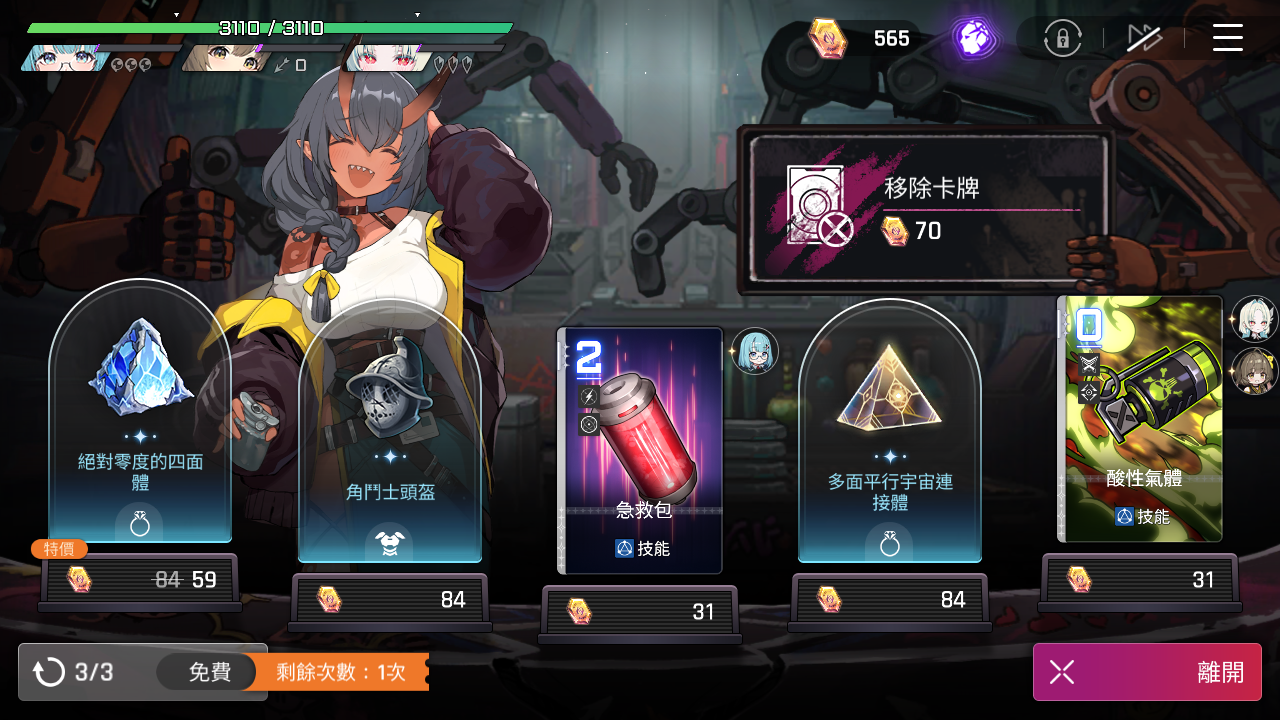 3110 / 3110
565
0
移除卡牌
70
絕對零度的四面
體
特價
84 59
角鬥士頭盔
84
2
急救包
技能
31
多面平行宇宙連
接體
84
0
酸性氣體
技能
31
3/3
免費
剩餘次數：1次
離開